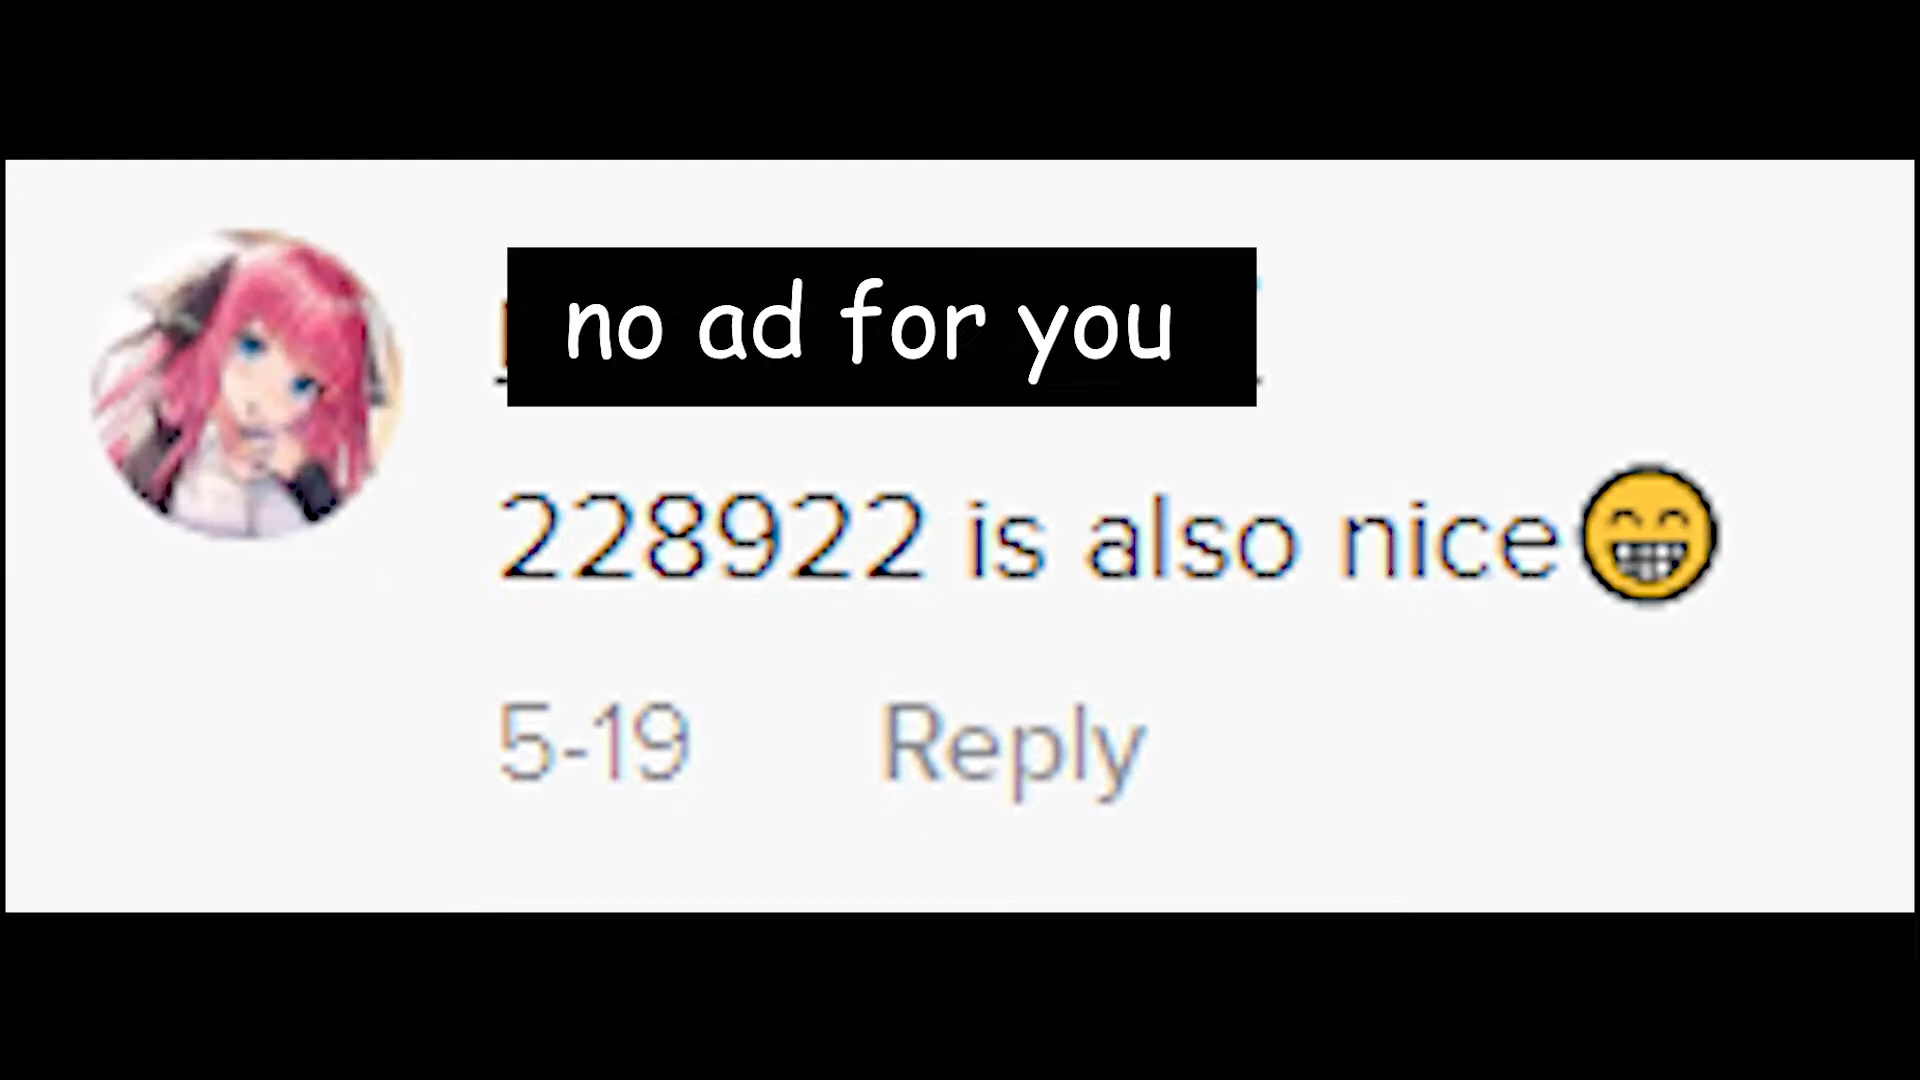 no ad for you
228922 is also nice😁
5-19 Reply